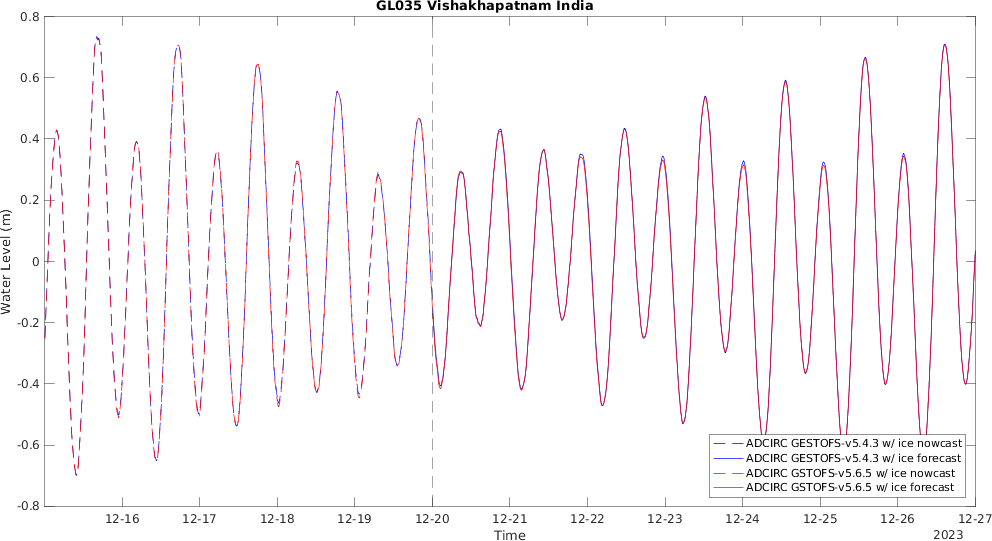 GL035 Vishakhapatnam India
0.8
0.6
0.4
0.2
0
-0.2
-0.4
-0.6
-0.8
Water Level (m)
ADCIRC GESTOFS-v5.4.3 w/ ice nowcast
ADCIRC GESTOFS-v5.4.3 w/ ice forecast
ADCIRC GSTOFS-v5.6.5 w/ ice nowcast
ADCIRC GSTOFS-v5.6.5 w/ ice forecast
12-16 12-17 12-18 12-19 12-20 12-21 12-22 12-23 12-24 12-25 12-26 12-27
Time
2023